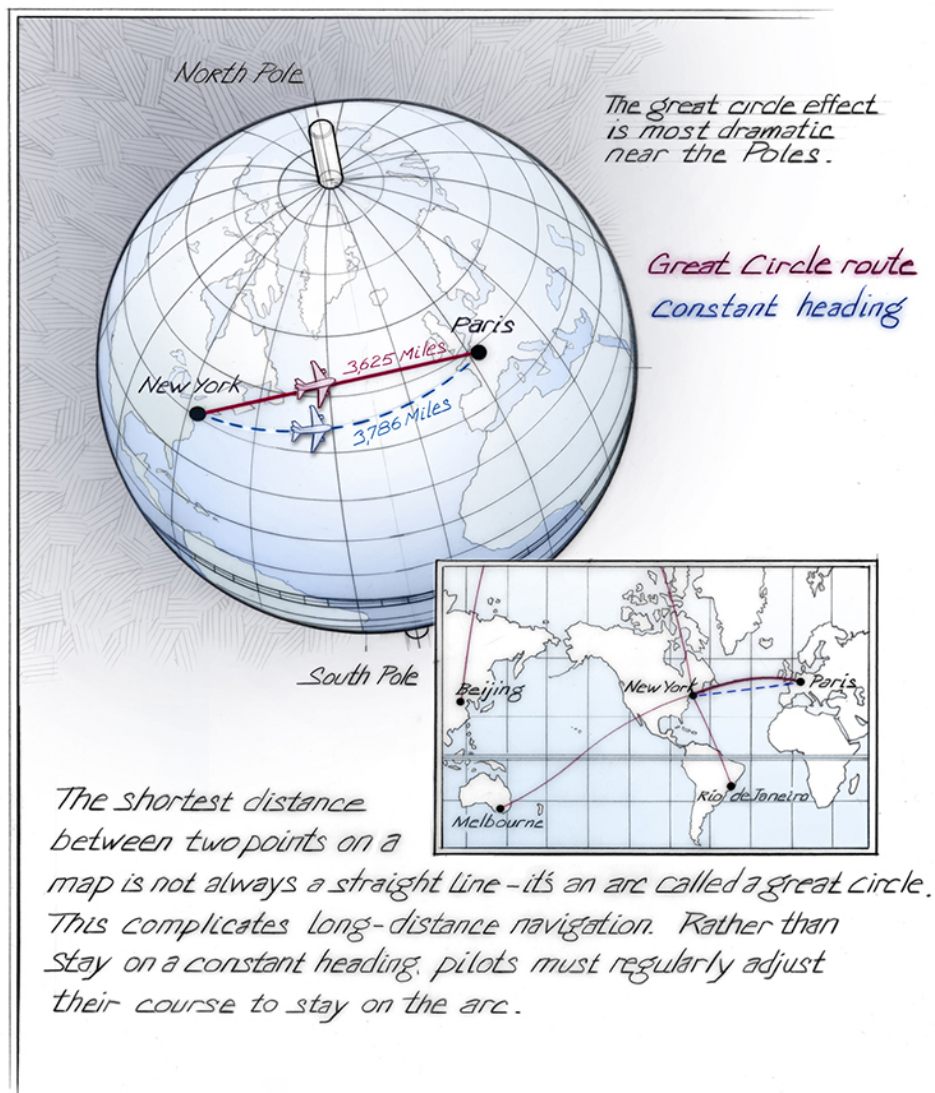 North Pole
The great circle effect
is most dramatic
near the Poles.
Great Circle route
constant heading
Paris
3,625 Miles
New York
3,786 Miles
South Pole
Beijing
New York
Paris
Rio de Janeiro
Melbourne
The shortest distance
between two points on a
map is not always a straight line – it's an arc called a great circle.
This complicates long-distance navigation. Rather than
stay on a constant heading, pilots must regularly adjust
their course to stay on the arc.